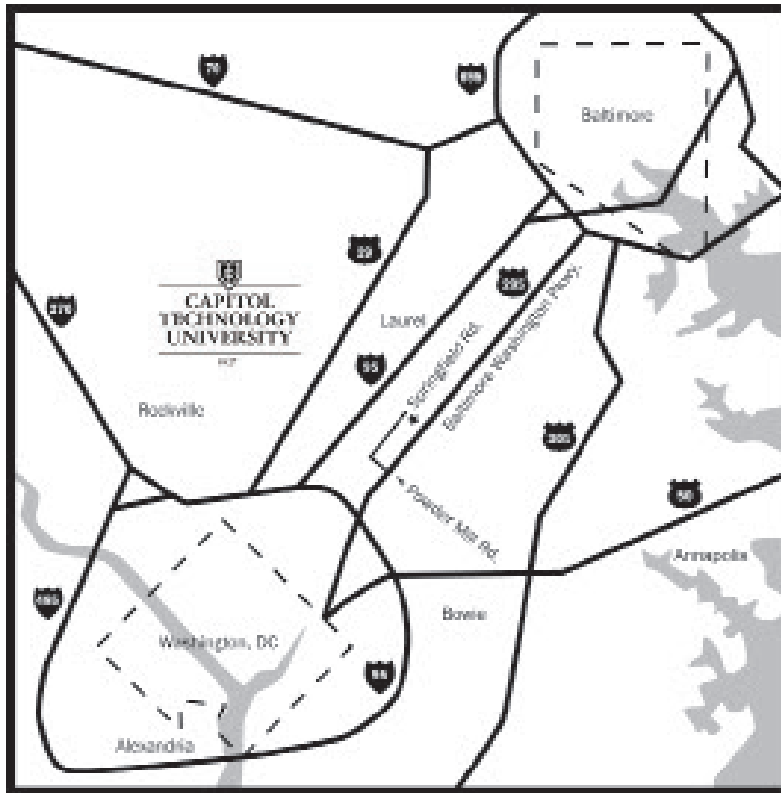 70
695
Baltimore
29
295
CAPITOL
TECHNOLOGY
UNIVERSITY
270
Laurel
95
Springfield Rd.
Baltimore Washington Pkwy.
Rockville
50
Powder Mill Rd.
Annapolis
495
Bowie
Washington, DC
95
Alexandria